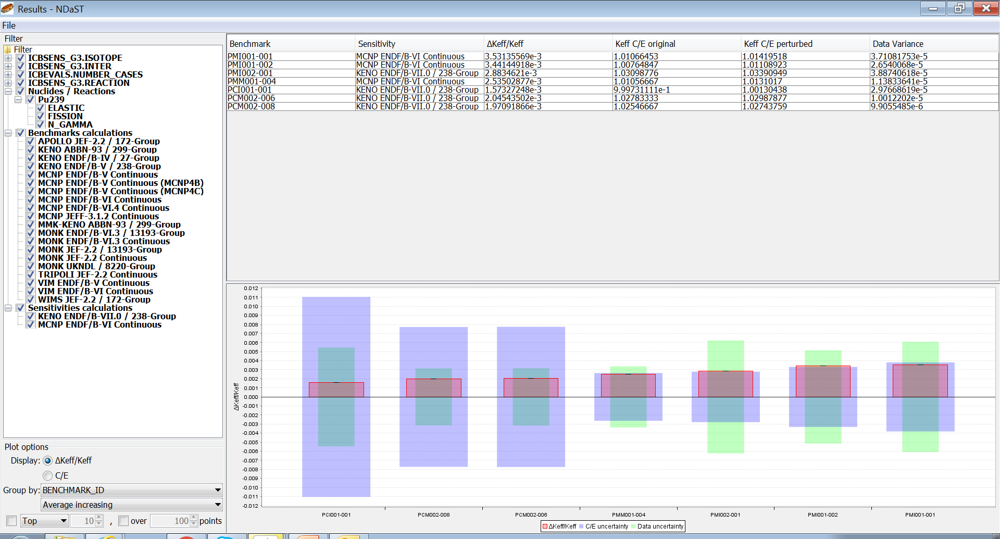 Results - NDaST
File
Filter
Filter
ICBSENS_G3.ISOTOPE
ICBSENS_G3.INTER
ICBEVALS.NUMBER_CASES
ICBSENS_G3.REACTION
Nuclides / Reactions
Pu239
ELASTIC
FISSION
N_GAMMA
Benchmarks calculations
APOLLO JEF-2.2 / 172-Group
KENO ABBN-93 / 299-Group
KENO ENDF/B-IV / 27-Group
KENO ENDF/B-V / 238-Group
MCNP ENDF/B-V Continuous
MCNP ENDF/B-V Continuous (MCNP4B)
MCNP ENDF/B-V Continuous (MCNP4C)
MCNP ENDF/B-VI Continuous
MCNP ENDF/B-VI.4 Continuous
MCNP JEFF-3.1.2 Continuous
MMK-KENO ABBN-93 / 299-Group
MONK ENDF/B-VI.3 / 13193-Group
MONK ENDF/B-VI.3 Continuous
MONK JEF-2.2 / 13193-Group
MONK JEF-2.2 Continuous
MONK UKNDL / 8220-Group
TRIPOLI JEF-2.2 Continuous
VIM ENDF/B-V Continuous
VIM ENDF/B-VI Continuous
WIMS JEF-2.2 / 172-Group
Sensitivities calculations
KENO ENDF/B-VII.0 / 238-Group
MCNP ENDF/B-VI Continuous
Plot options
Display: ΔKeff/Keff
C/E
Group by: BENCHMARK_ID
Average increasing
Top 10 , over 100 points
Benchmark Sensitivity ΔKeff/Keff Keff C/E original Keff C/E perturbed Data Variance
PMI001-001 MCNP ENDF/B-VI Continuous 3.53135569e-3 1.01066453 1.01419518 3.71081753e-5
PMI001-002 MCNP ENDF/B-VI Continuous 3.44144918e-3 1.00764847 1.01108923 2.6540068e-5
PMI002-001 KENO ENDF/B-VII.0 / 238-Group 2.8834621e-3 1.03098776 1.03390949 3.88740618e-5
PMM001-004 MCNP ENDF/B-VI Continuous 2.53502877e-3 1.01056667 1.0131017 1.13833641e-5
PCI001-001 KENO ENDF/B-VII.0 / 238-Group 1.57327248e-3 9.99731111e-1 1.00130438 2.97668619e-5
PCM002-006 KENO ENDF/B-VII.0 / 238-Group 2.04543502e-3 1.02783333 1.02987877 1.0012202e-5
PCM002-008 KENO ENDF/B-VII.0 / 238-Group 1.97091866e-3 1.02546667 1.02743759 9.9055485e-6
ΔKeff/Keff
0.012
0.011
0.010
0.009
0.008
0.007
0.006
0.005
0.004
0.003
0.002
0.001
0.000
-0.001
-0.002
-0.003
-0.004
-0.005
-0.006
-0.007
-0.008
-0.009
-0.010
-0.011
-0.012
PCI001-001 PCM002-008 PCM002-006 PMM001-004 PMI002-001 PMI001-002 PMI001-001
ΔKeff/Keff C/E uncertainty Data uncertainty